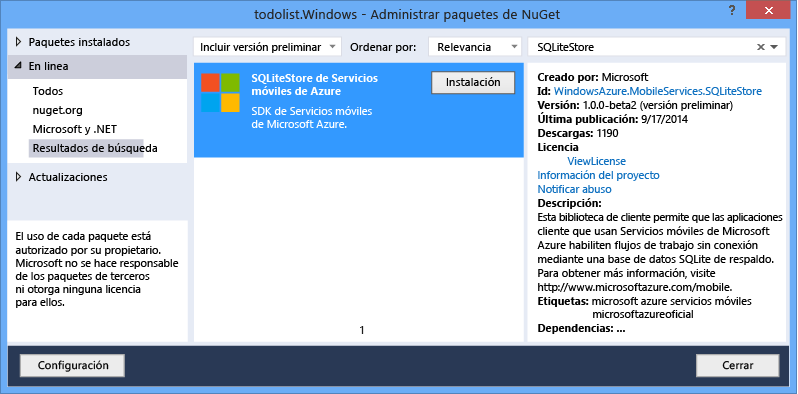 todolist.Windows - Administrar paquetes de NuGet
?
Paquetes instalados
En línea
Todos
nuget.org
Microsoft y .NET
Resultados de búsqueda
Actualizaciones
El uso de cada paquete está
autorizado por su propietario.
Microsoft no se hace responsable
de los paquetes de terceros
ni otorga ninguna licencia
para ellos.
Incluir versión preliminar
Ordenar por:
Relevancia
SQLiteStore de Servicios
móviles de Azure
Instalación
SDK de Servicios móviles
de Microsoft Azure.
1
SQLiteStore
Creado por: Microsoft
Id: WindowsAzure.MobileServices.SQLiteStore
Versión: 1.0.0-beta2 (versión preliminar)
Última publicación: 9/17/2014
Descargas: 1190
Licencia
ViewLicense
Información del proyecto
Notificar abuso
Descripción:
Esta biblioteca de cliente permite que las aplicaciones
cliente que usan Servicios móviles de Microsoft
Azure habiliten flujos de trabajo sin conexión
mediante una base de datos SQLite de respaldo.
Para obtener más información, visite
http://www.microsoftazure.com/mobile.
Etiquetas: microsoft azure servicios móviles
microsoftazureoficial
Dependencias: ...
Configuración
Cerrar